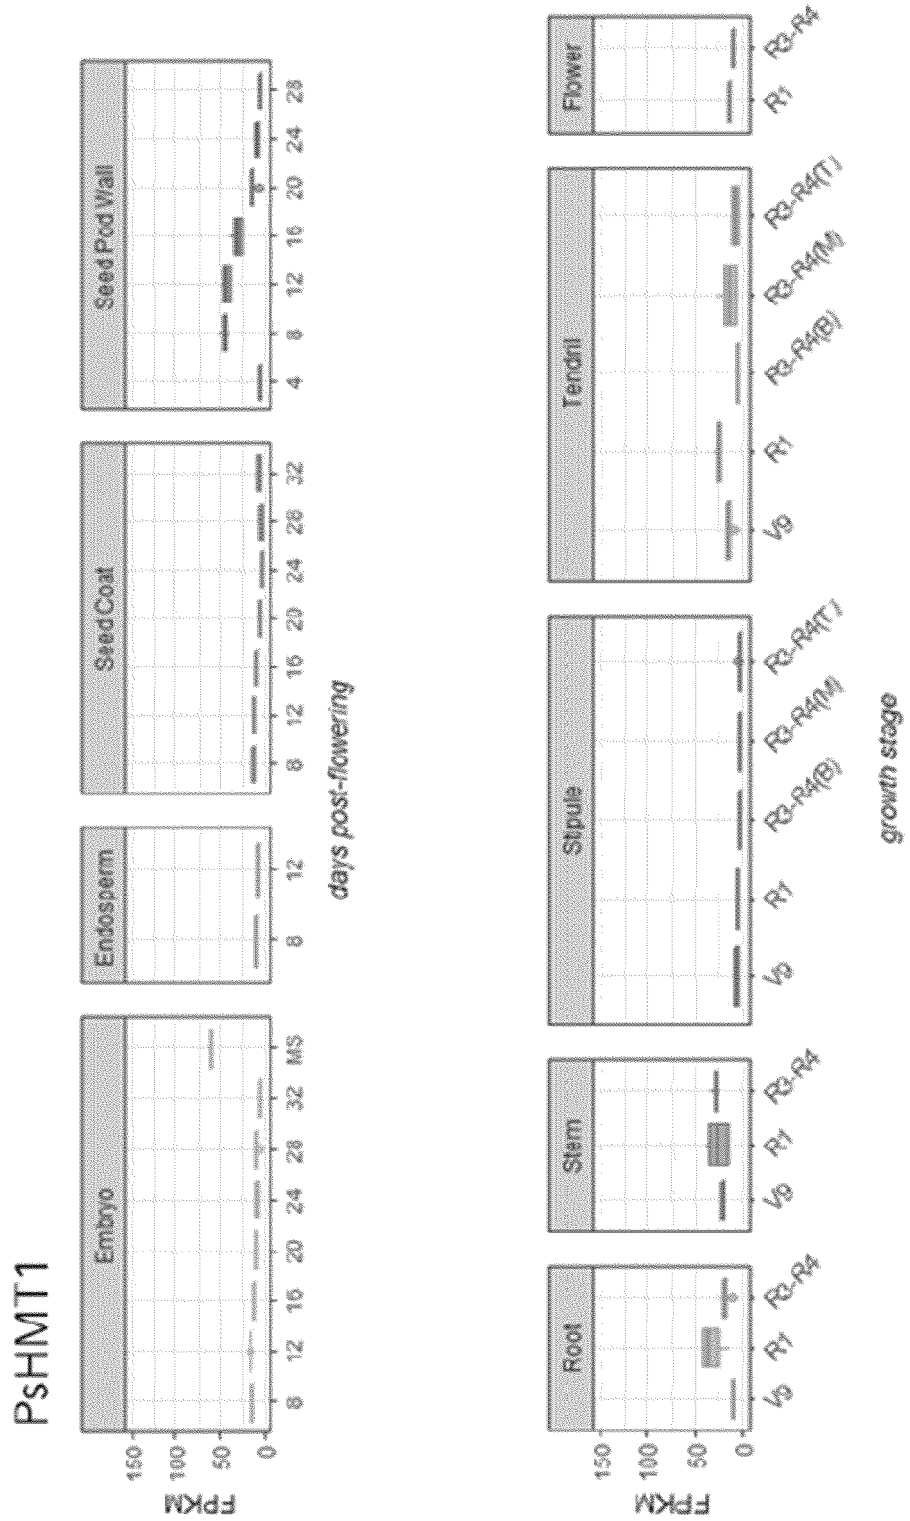 PsHMT1
Embryo Endosperm Seed Coat Seed Pod Wall
FPKM
150
100
50
0
8 12 16 20 24 28 32 MS 8 12 8 12 16 20 24 28 32 4 8 12 16 20 24 28
days post-flowering
Root Stem Stipule Tendril Flower
FPKM
150
100
50
0
V9 R1 R3-R4 V9 R1 R3-R4 V9 R1 R3-R4(B) R3-R4(M) R3-R4(T) V9 R1 R3-R4(B) R3-R4(M) R3-R4(T) R1 R3-R4
growth stage